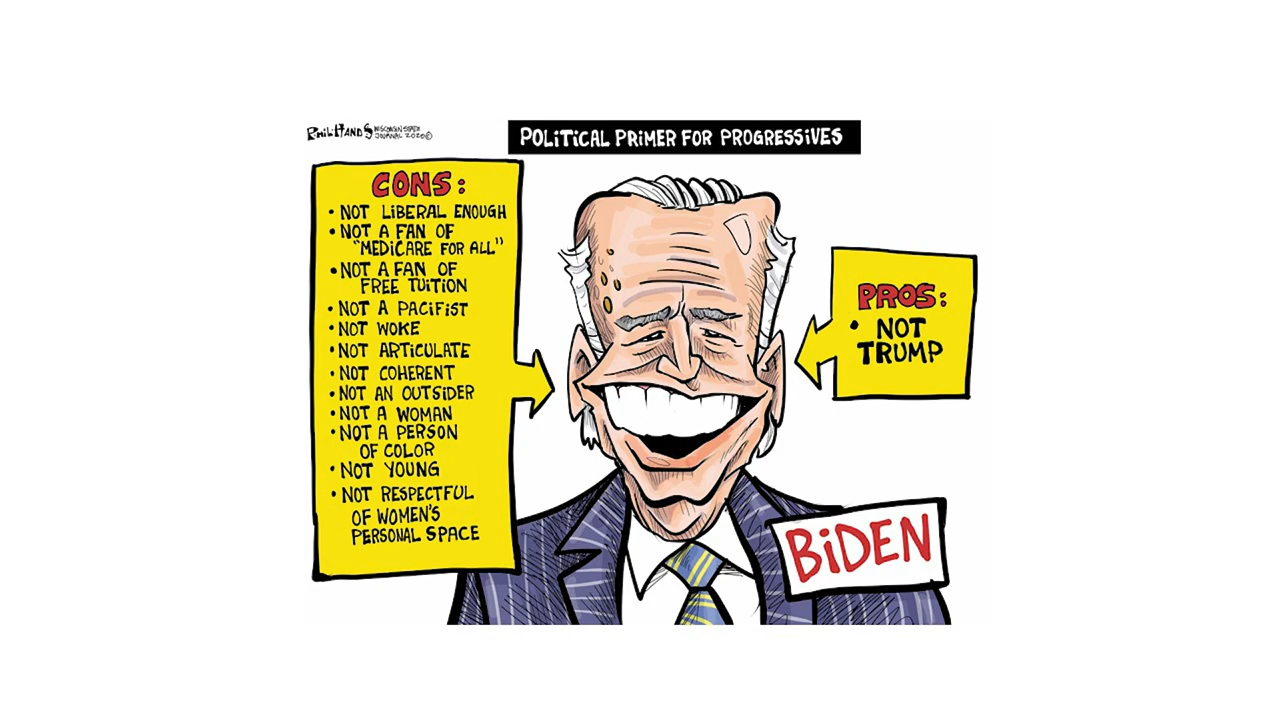 PHIL HANDS WISCONSIN STATE
JOURNAL 2020©
POLITICAL PRIMER FOR PROGRESSIVES
CONS:
• NOT LIBERAL ENOUGH
• NOT A FAN OF
"MEDICARE FOR ALL"
• NOT A FAN OF
FREE TUITION
• NOT A PACIFIST
• NOT WOKE
• NOT ARTICULATE
• NOT COHERENT
• NOT AN OUTSIDER
• NOT A WOMAN
• NOT A PERSON
OF COLOR
• NOT YOUNG
• NOT RESPECTFUL
OF WOMEN'S
PERSONAL SPACE
PROS:
• NOT
TRUMP
BiDEN